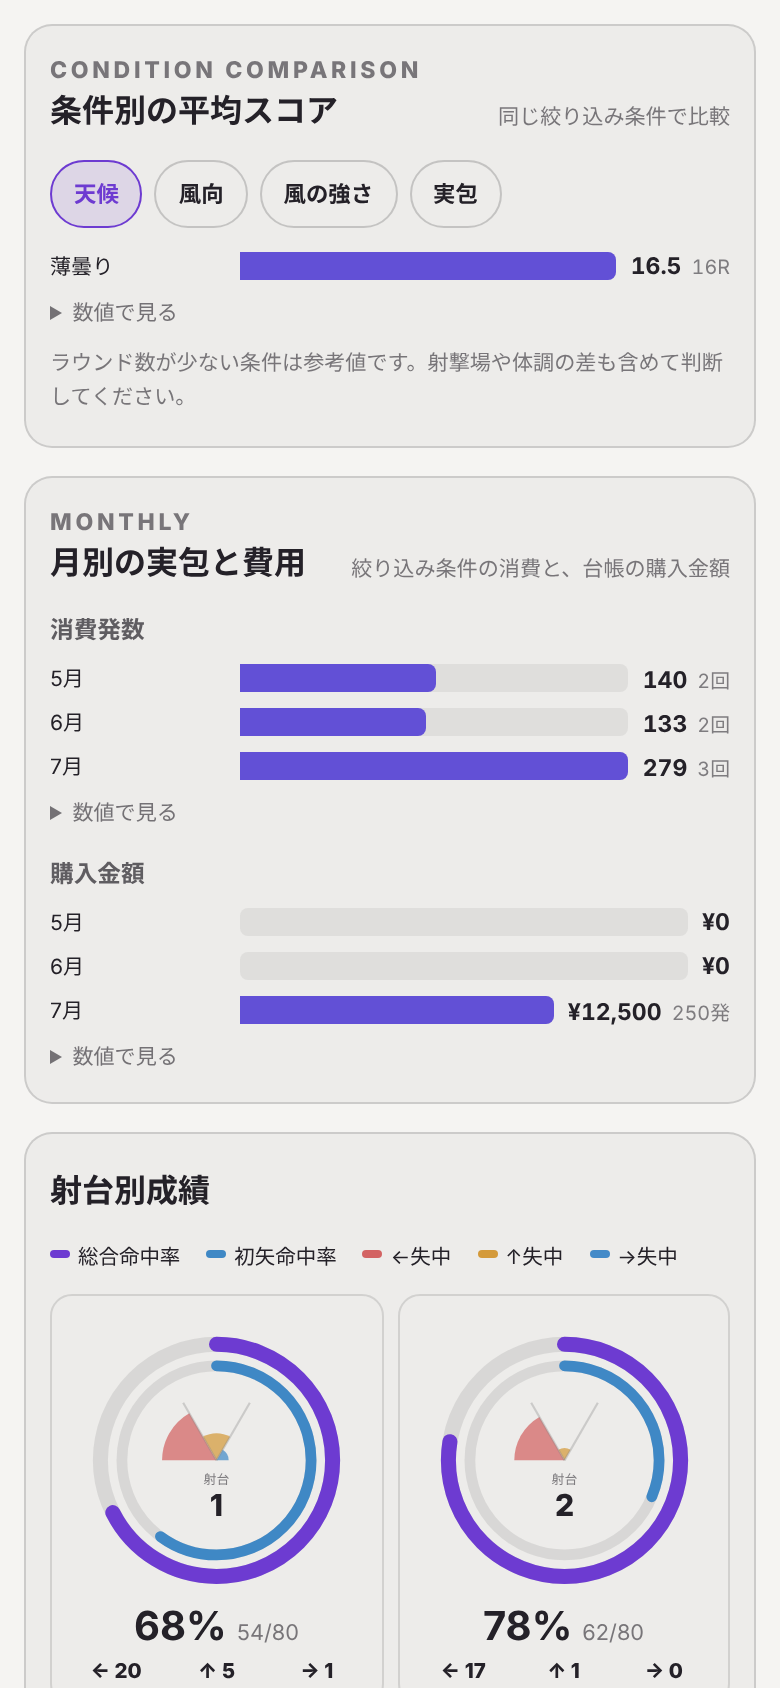 CONDITION COMPARISON
条件別の平均スコア
同じ絞り込み条件で比較
天候 風向 風の強さ 実包
薄曇り 16.5 16R
▶ 数値で見る
ラウンド数が少ない条件は参考値です。射撃場や体調の差も含めて判断
してください。
MONTHLY
月別の実包と費用
絞り込み条件の消費と、台帳の購入金額
消費発数
5月 140 2回
6月 133 2回
7月 279 3回
▶ 数値で見る
購入金額
5月 ¥0
6月 ¥0
7月 ¥12,500 250発
▶ 数値で見る
射台別成績
総合命中率 初矢命中率 ←失中 ↑失中 →失中
射台 射台
1 2
68% 54/80 78% 62/80
← 20 ↑ 5 → 1 ← 17 ↑ 1 → 0